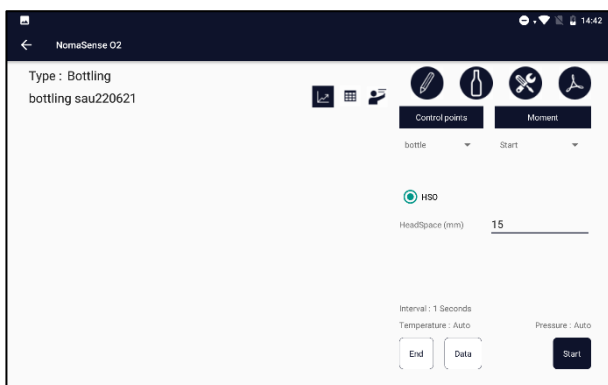 14:42
NomaSense O2
Type : Bottling
bottling sau220621
Control points
Moment
bottle
Start
HSO
HeadSpace (mm)
15
Interval : 1 Seconds
Temperature : Auto
Pressure : Auto
End
Data
Start